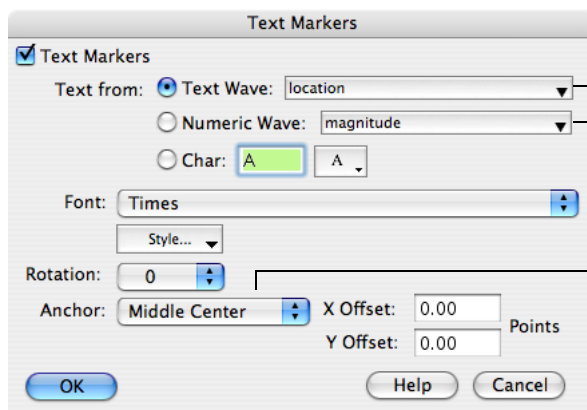 Text Markers
Text Markers
Text from: Text Wave: location
Numeric Wave: magnitude
Char: A A
Font: Times
Style...
Rotation: 0
Anchor: Middle Center X Offset: 0.00 Points
Y Offset: 0.00
OK Help Cancel